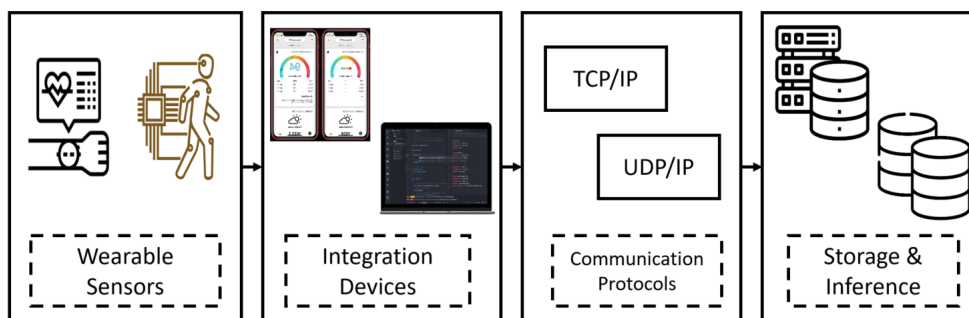 TCP/IP
UDP/IP
Wearable
Sensors
Integration
Devices
Communication
Protocols
Storage &
Inference